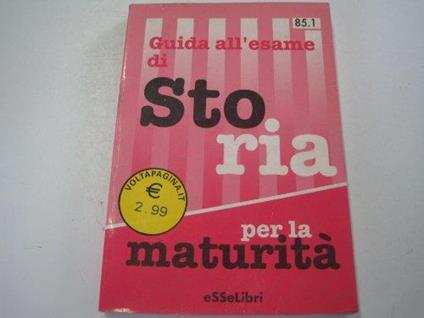 85.1
Guida all'esame
di
Sto
ria
VOLTAPAGINA.IT
€
2.99
per la
maturità
eSSeLibri